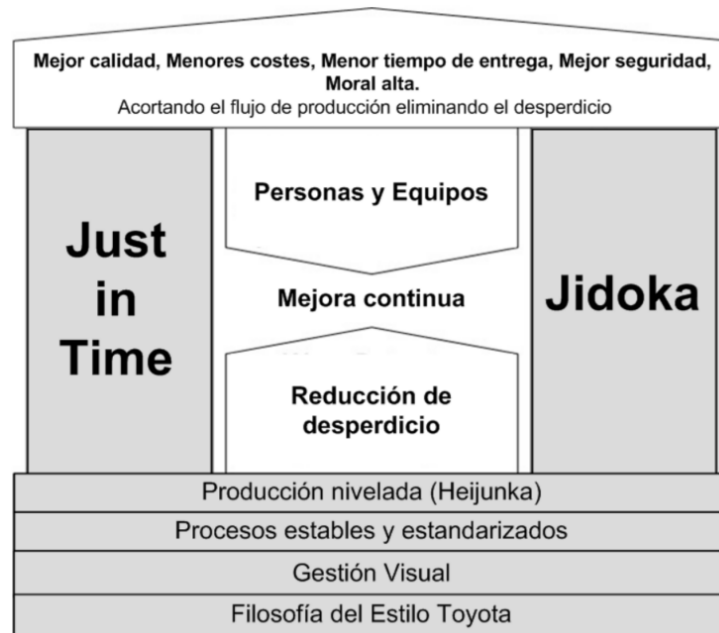 Mejor calidad, Menores costes, Menor tiempo de entrega, Mejor seguridad,
Moral alta.
Acortando el flujo de producción eliminando el desperdicio
Just
in
Time
Personas y Equipos
Mejora continua
Reducción de
desperdicio
Jidoka
Producción nivelada (Heijunka)
Procesos estables y estandarizados
Gestión Visual
Filosofía del Estilo Toyota